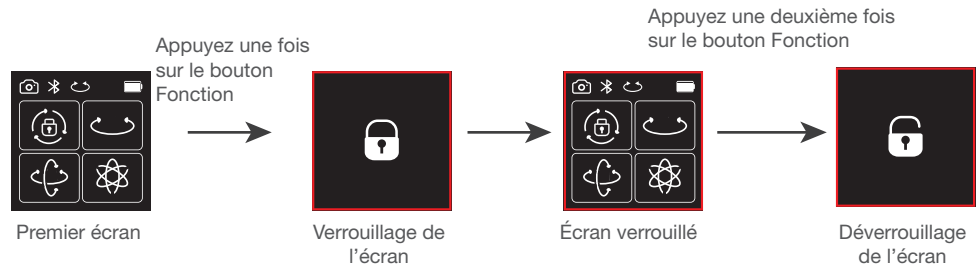 Appuyez une fois
sur le bouton
Fonction
Appuyez une deuxième fois
sur le bouton Fonction
Premier écran
Verrouillage de
l’écran
Écran verrouillé
Déverrouillage
de l’écran